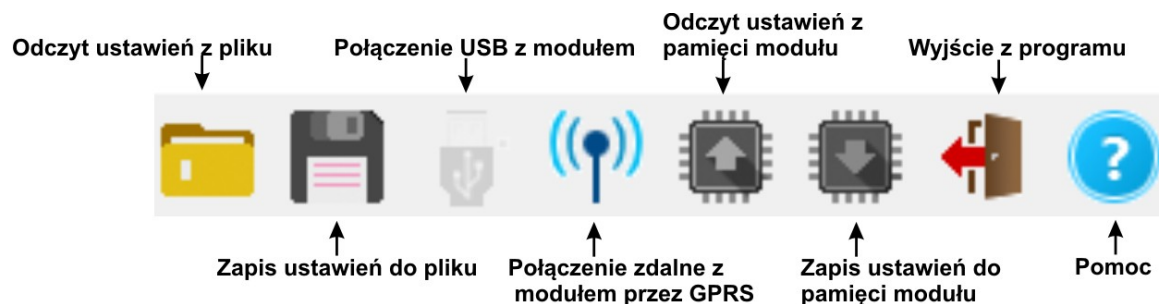 Odczyt ustawień z pliku
Połączenie USB z modułem
Odczyt ustawień z
pamięci modułu
Wyjście z programu
?
Zapis ustawień do pliku
Połączenie zdalne z
modułem przez GPRS
Zapis ustawień do
pamięci modułu
Pomoc